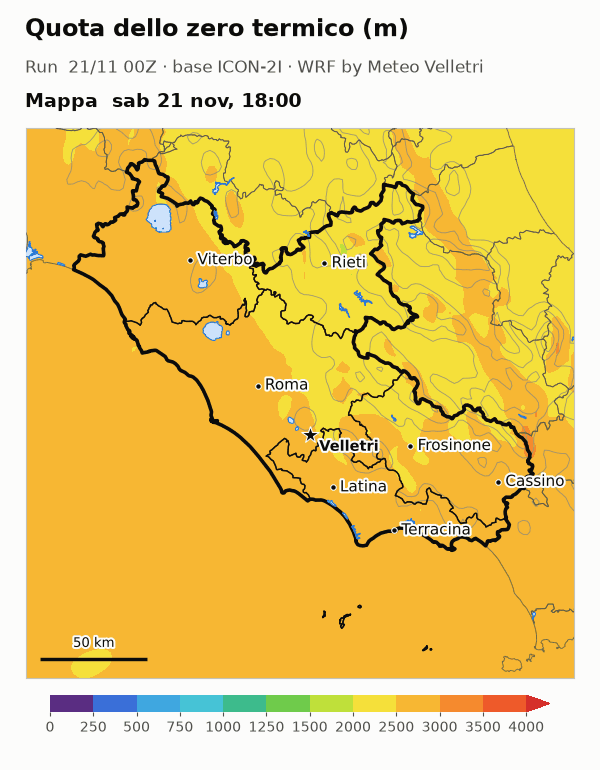 Quota dello zero termico (m)
Run  21/11 00Z · base ICON-2I · WRF by Meteo Velletri
Mappa  sab 21 nov, 18:00
Viterbo
Rieti
Roma
Velletri
Frosinone
Cassino
Latina
Terracina
50 km
0 250 500 750 1000 1250 1500 2000 2500 3000 3500 4000